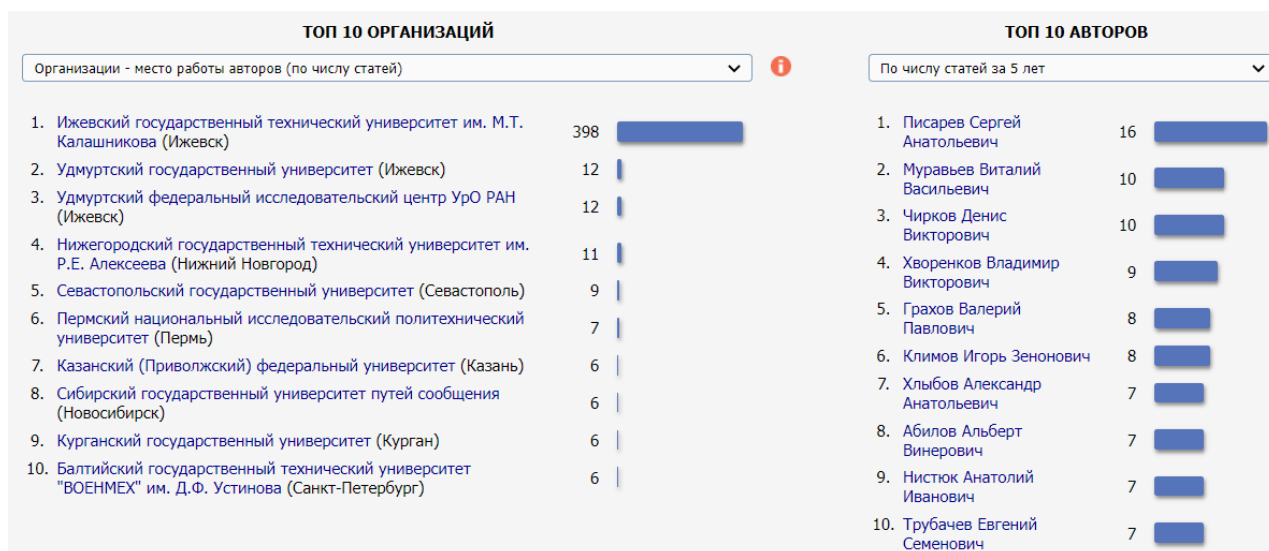 ТОП 10 ОРГАНИЗАЦИЙ
Организации - место работы авторов (по числу статей)
1. Ижевский государственный технический университет им. М.Т.
Калашникова (Ижевск)
398
2. Удмуртский государственный университет (Ижевск)
12
3. Удмуртский федеральный исследовательский центр УрО РАН
(Ижевск)
12
4. Нижегородский государственный технический университет им.
Р.Е. Алексеева (Нижний Новгород)
11
5. Севастопольский государственный университет (Севастополь)
9
6. Пермский национальный исследовательский политехнический
университет (Пермь)
7
7. Казанский (Приволжский) федеральный университет (Казань)
6
8. Сибирский государственный университет путей сообщения
(Новосибирск)
6
9. Курганский государственный университет (Курган)
6
10. Балтийский государственный технический университет
"ВОЕНМЕХ" им. Д.Ф. Устинова (Санкт-Петербург)
6
ТОП 10 АВТОРОВ
По числу статей за 5 лет
1. Писарев Сергей
Анатольевич
16
2. Муравьев Виталий
Васильевич
10
3. Чирков Денис
Викторович
10
4. Хворенков Владимир
Викторович
9
5. Грахов Валерий
Павлович
8
6. Климов Игорь Зенонович
8
7. Хлыбов Александр
Анатольевич
7
8. Абилов Альберт
Винерович
7
9. Нистюк Анатолий
Иванович
7
10. Трубачев Евгений
Семенович
7